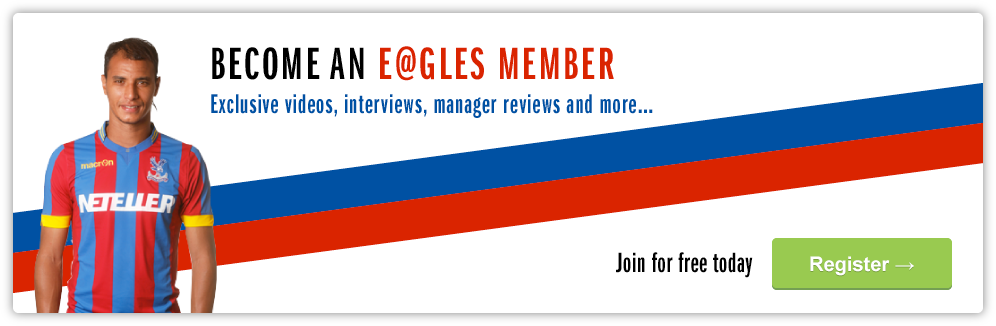 BECOME AN E@GLES MEMBER
Exclusive videos, interviews, manager reviews and more...
macron
NETELLER
Join for free today
Register →